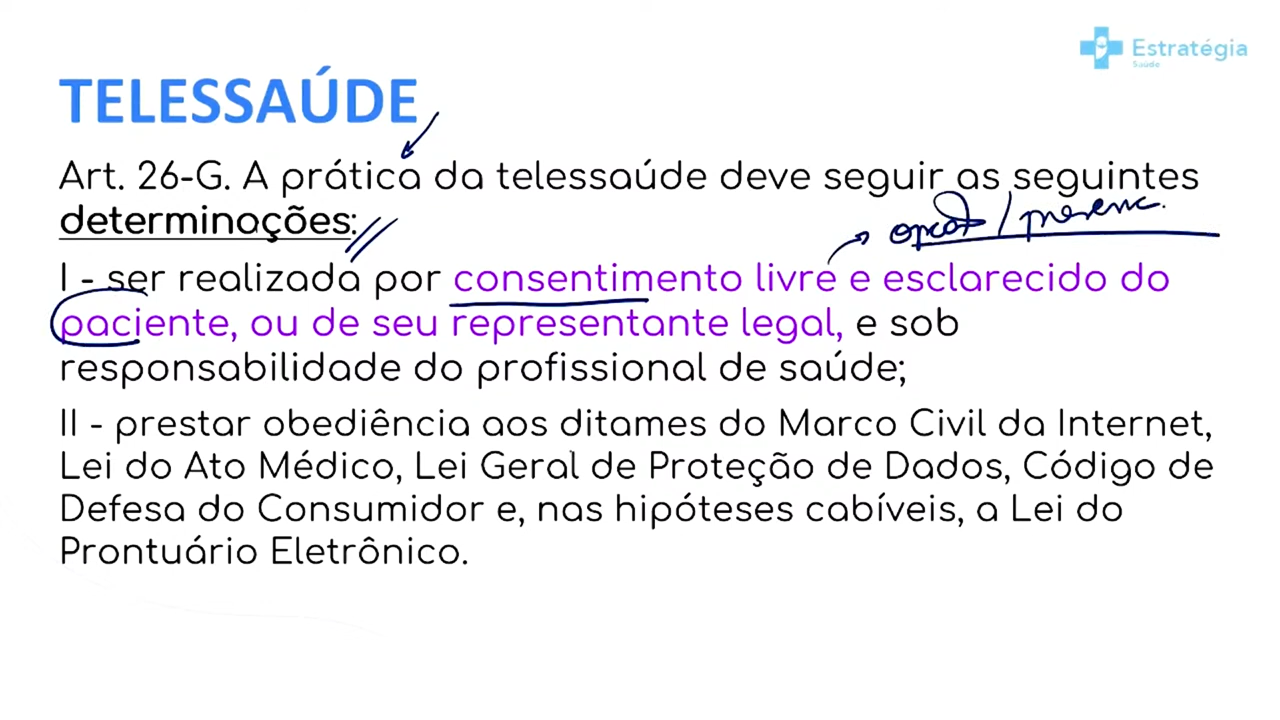 Estratégia
Saúde
TELESSAÚDE
Art. 26-G. A prática da telessaúde deve seguir as seguintes
determinações:
I - ser realizada por consentimento livre e esclarecido do
paciente, ou de seu representante legal, e sob
responsabilidade do profissional de saúde;
II - prestar obediência aos ditames do Marco Civil da Internet,
Lei do Ato Médico, Lei Geral de Proteção de Dados, Código de
Defesa do Consumidor e, nas hipóteses cabíveis, a Lei do
Prontuário Eletrônico.